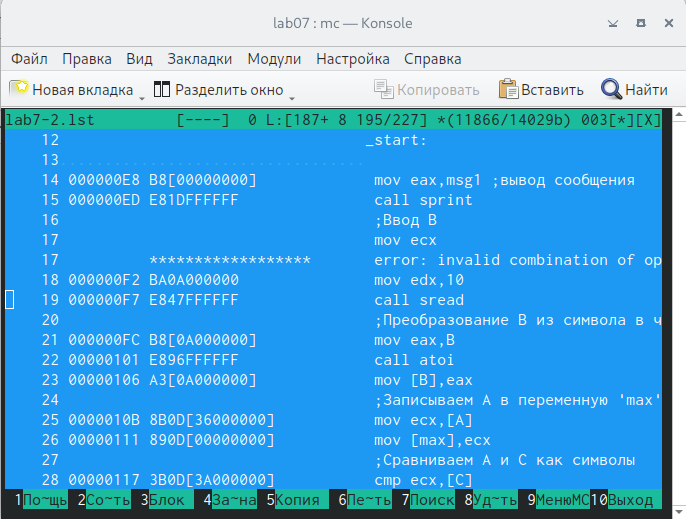 lab07 : mc — Konsole
Файл Правка Вид Закладки Модули Настройка Справка
Новая вкладка Разделить окно Копировать Вставить Найти
lab7-2.lst [----] 0 L:[187+ 8 195/227] *(11866/14029b) 003[*][X]
12 _start:
13 ..................................
14 000000E8 B8[00000000] mov eax,msg1 ;вывод сообщения
15 000000ED E81DFFFFFF call sprint
16 ;Ввод В
17 mov ecx
17 ****************** error: invalid combination of op
18 000000F2 BA0A000000 mov edx,10
19 000000F7 E847FFFFFF call sread
20 ;Преобразование В из символа в ч
21 000000FC B8[0A000000] mov eax,B
22 00000101 E896FFFFFF call atoi
23 00000106 A3[0A000000] mov [B],eax
24 ;Записываем А в переменную 'max'
25 0000010B 8B0D[36000000] mov ecx,[A]
26 00000111 890D[00000000] mov [max],ecx
27 ;Сравниваем А и С как символы
28 00000117 3B0D[3A000000] cmp ecx,[C]
1По~щь 2Со~ть 3Блок 4За~на 5Копия 6Пе~ть 7Поиск 8Уд~ть 9МенюMC 10Выход